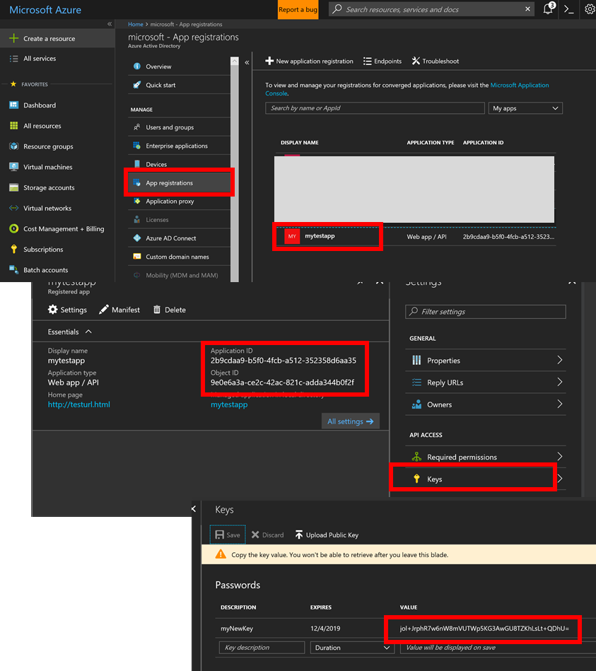 Microsoft Azure
Report a bug
Search resources, services and docs
Create a resource
All services
FAVORITES
Dashboard
All resources
Resource groups
Virtual machines
Storage accounts
Virtual networks
Cost Management + Billing
Subscriptions
Batch accounts
Home > microsoft - App registrations
microsoft - App registrations
Azure Active Directory
Overview
Quick start
MANAGE
Users and groups
Enterprise applications
Devices
App registrations
Application proxy
Licenses
Azure AD Connect
Custom domain names
Mobility (MDM and MAM)
New application registration
Endpoints
Troubleshoot
To view and manage your registrations for converged applications, please visit the Microsoft Application
Console.
Search by name or AppId
My apps
DISPLAY NAME APPLICATION TYPE APPLICATION ID
MY mytestapp Web app / API 2b9cdaa9-b5f0-4fcb-a512-3523...
mytestapp
Registered app
Settings Manifest Delete
Essentials
Display name
mytestapp
Application type
Web app / API
Home page
http://testurl.html
Application ID
2b9cdaa9-b5f0-4fcb-a512-352358d6aa35
Object ID
9e0e6a3a-ce2c-42ac-821c-adda344b0f2f
Managed application in local directory
mytestapp
All settings
Settings
Filter settings
GENERAL
Properties
Reply URLs
Owners
API ACCESS
Required permissions
Keys
Keys
Save Discard Upload Public Key
Copy the key value. You won't be able to retrieve after you leave this blade.
Passwords
DESCRIPTION EXPIRES VALUE
myNewKey 12/4/2019 joI+JrphR7w6nW8mVUTWp5KG3AwGU8TZKhLsLt+QDhU=
Key description Duration Value will be displayed on save